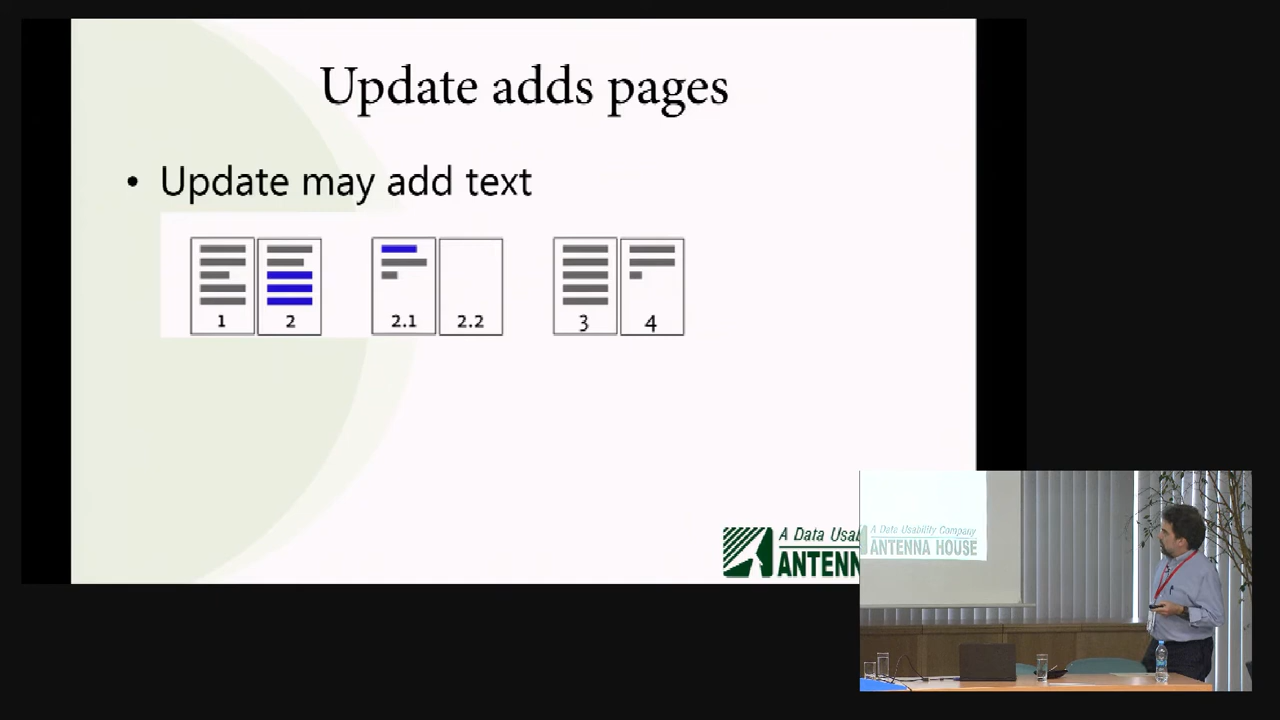 Update adds pages
• Update may add text
1 2 2.1 2.2 3 4
A Data Usab
ANTENN
A Data Usability Company
ANTENNA HOUSE